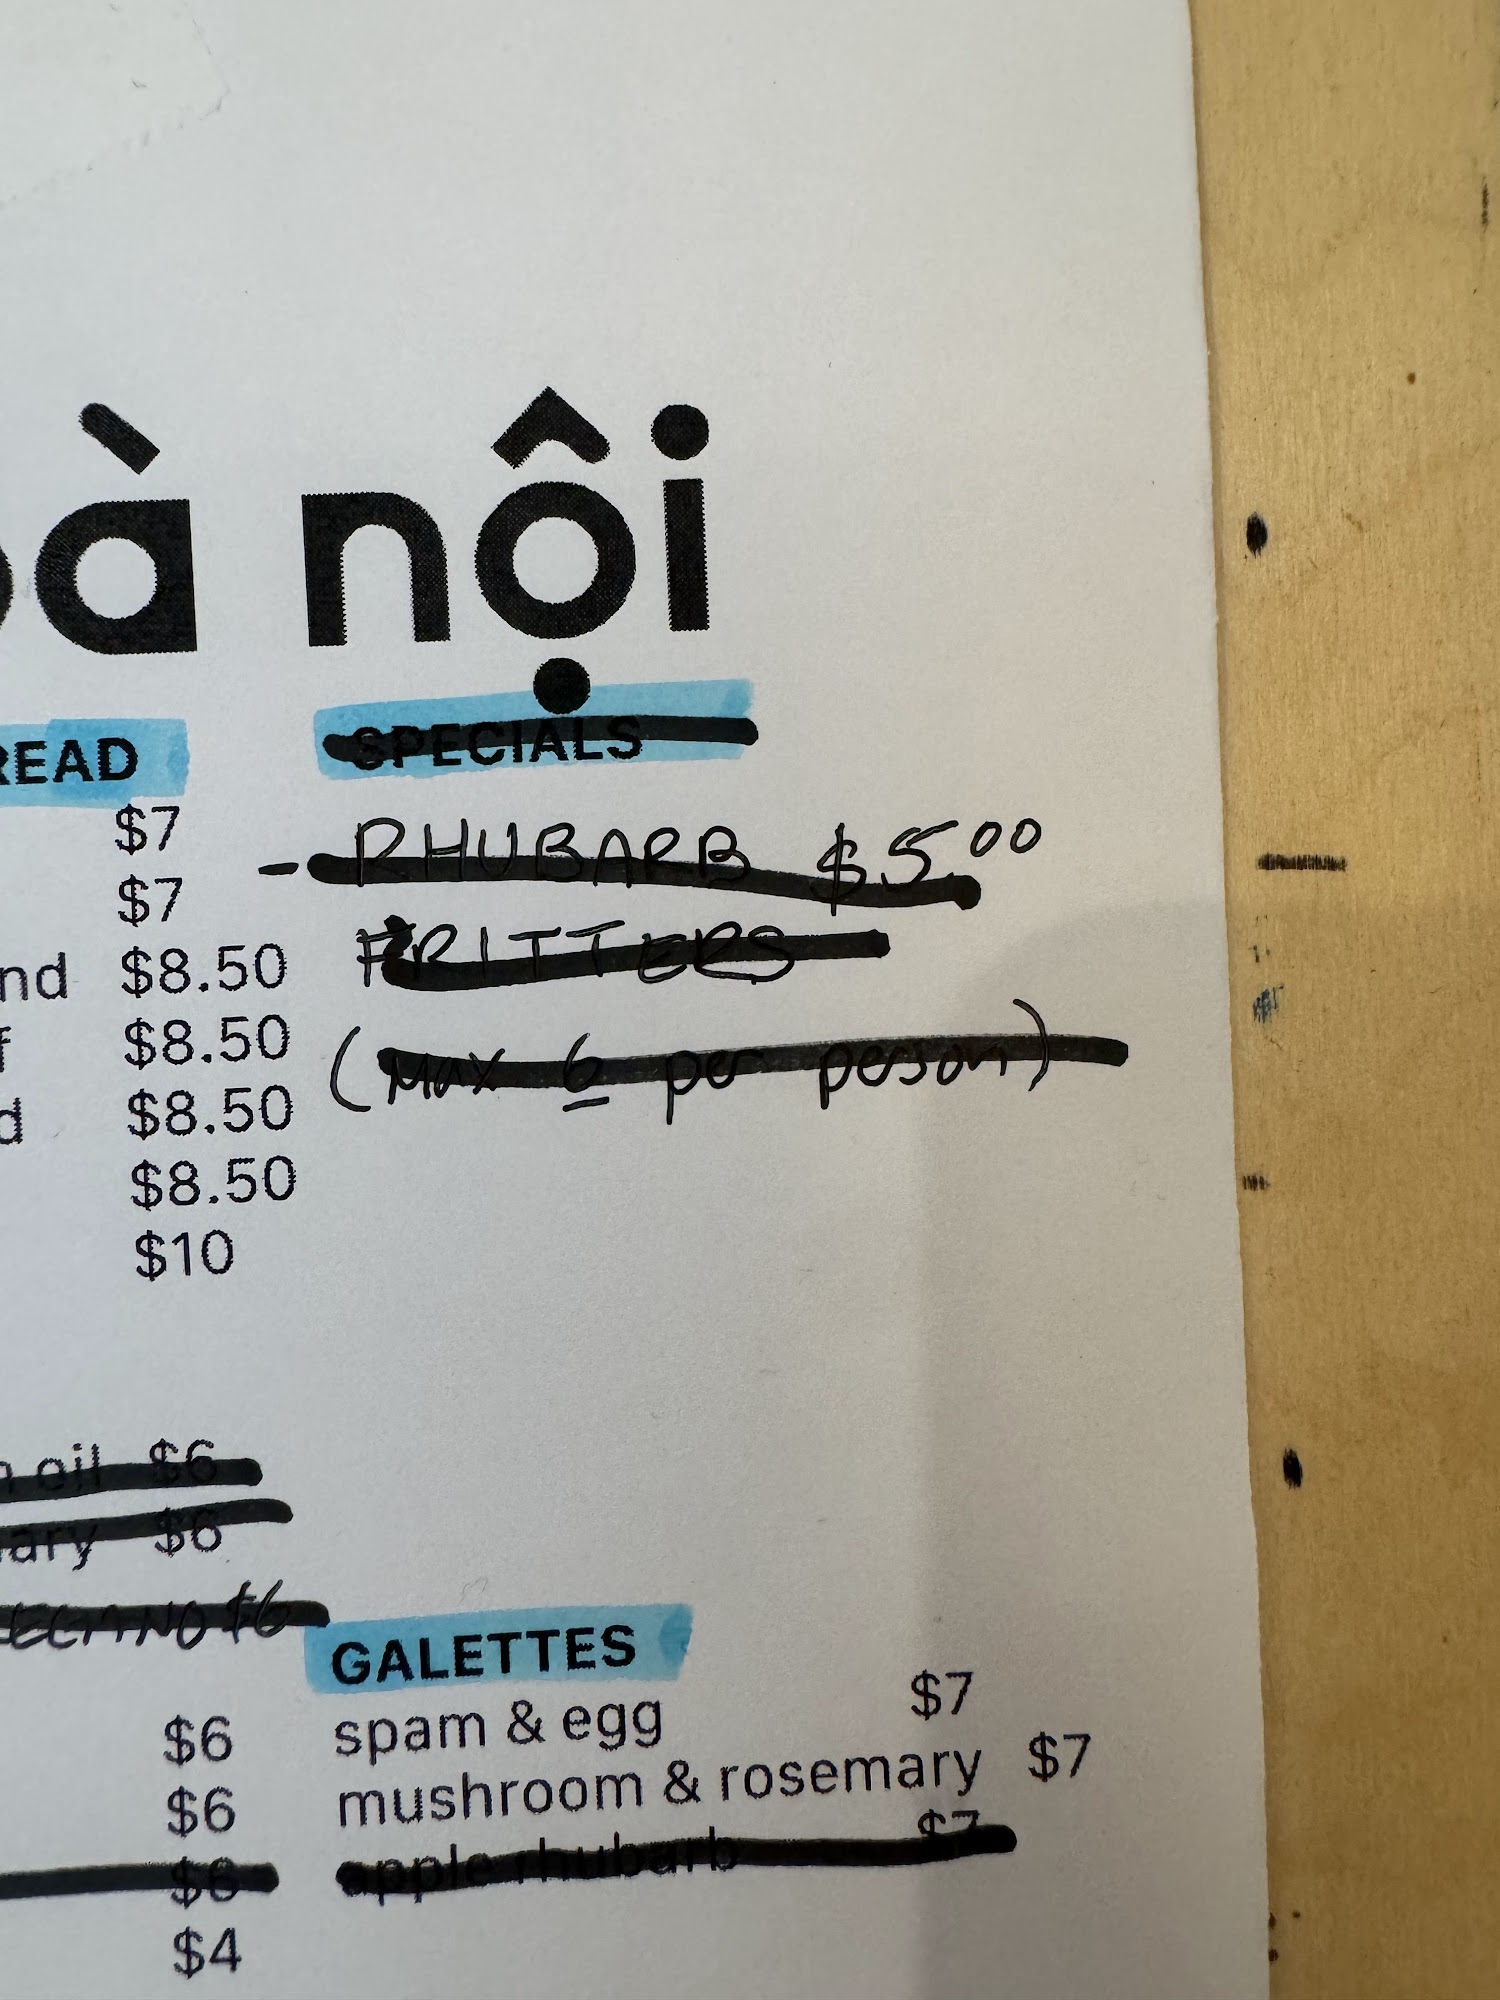 bà nội
READ
$7
$7
nd $8.50
f $8.50
d $8.50
$8.50
$10
SPECIALS
- RHUBARB $5.00
FRITTERS
(Max 6 per person)
oil $6
ary $6
$6
$6
$6
$6
$4
GALETTES
spam & egg $7
mushroom & rosemary $7
apple rhubarb $7